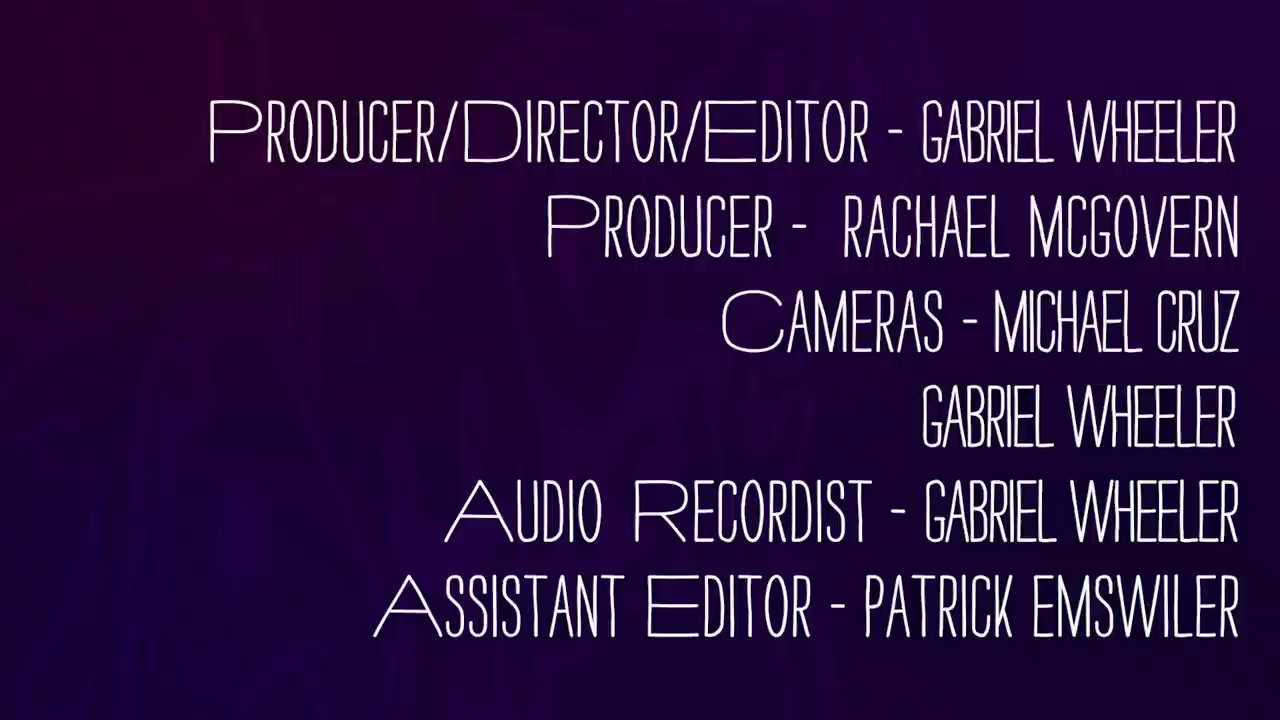 PRODUCER/DIRECTOR/EDITOR - GABRIEL WHEELER
PRODUCER - RACHAEL MCGOVERN
CAMERAS - MICHAEL CRUZ
GABRIEL WHEELER
AUDIO RECORDIST - GABRIEL WHEELER
ASSISTANT EDITOR - PATRICK EMSWILER